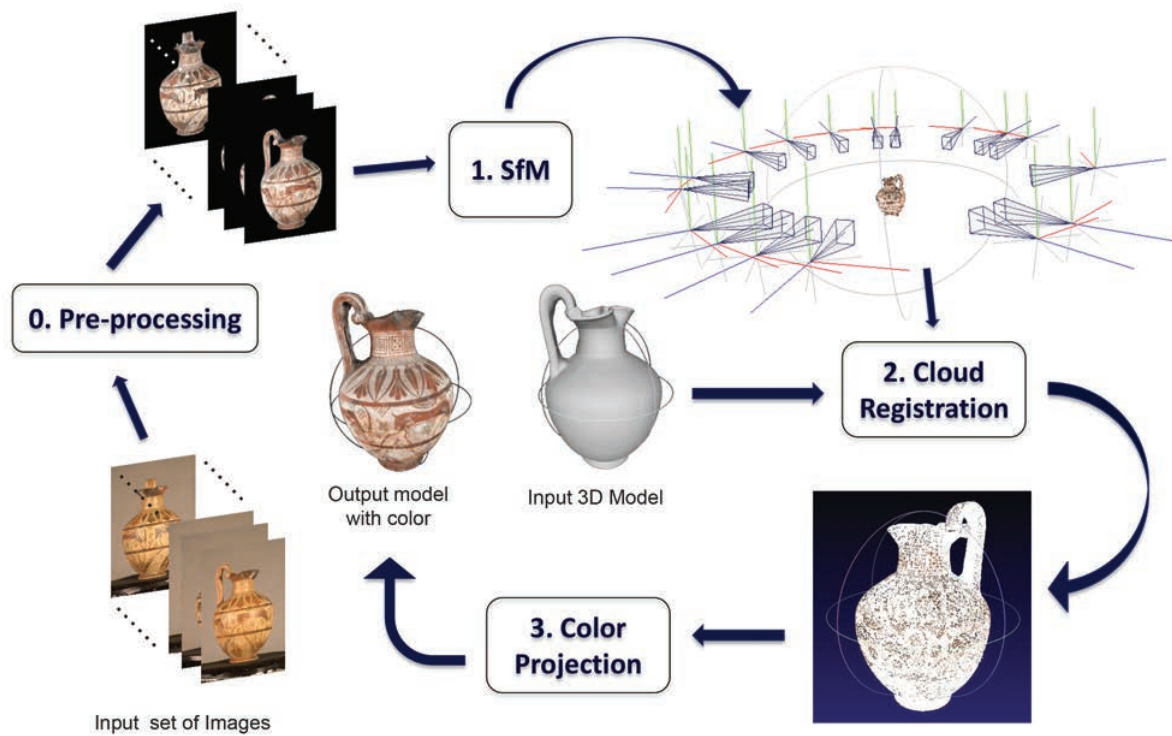 1. SfM
0. Pre-processing
2. Cloud
Registration
Output model
with color
Input 3D Model
3. Color
Projection
Input set of Images